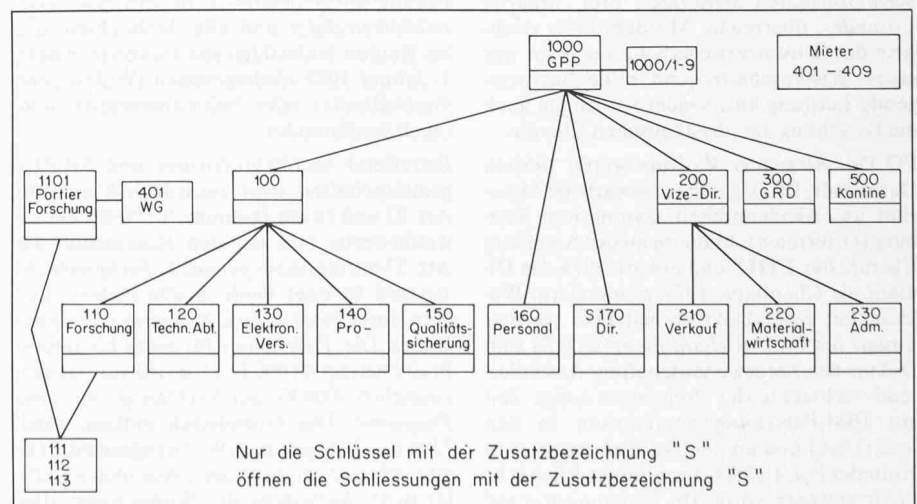 1000
GPP
1000/1-9
Mieter
401 - 409
1101
Portier
Forschung
401
WG
100
200
Vize-Dir.
300
GRD
500
Kantine
110
Forschung
120
Techn. Abt.
130
Elektron.
Vers.
140
Pro-
150
Qualitäts-
sicherung
160
Personal
S 170
Dir.
210
Verkauf
220
Material-
wirtschaft
230
Adm.
111
112
113
Nur die Schlüssel mit der Zusatzbezeichnung "S"
öffnen die Schliessungen mit der Zusatzbezeichnung "S"